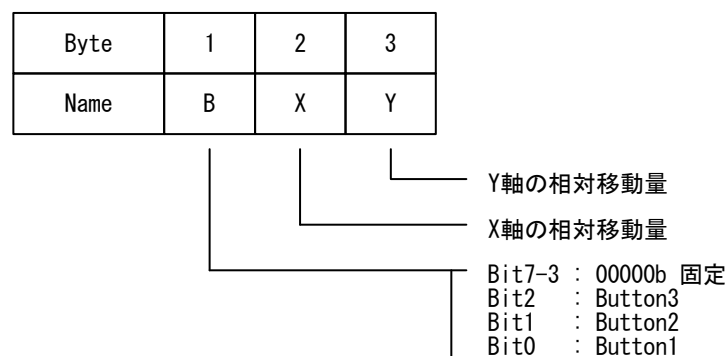 Byte 1 2 3
Name B X Y
Y軸の相対移動量
X軸の相対移動量
Bit7-3 : 00000b 固定
Bit2 : Button3
Bit1 : Button2
Bit0 : Button1